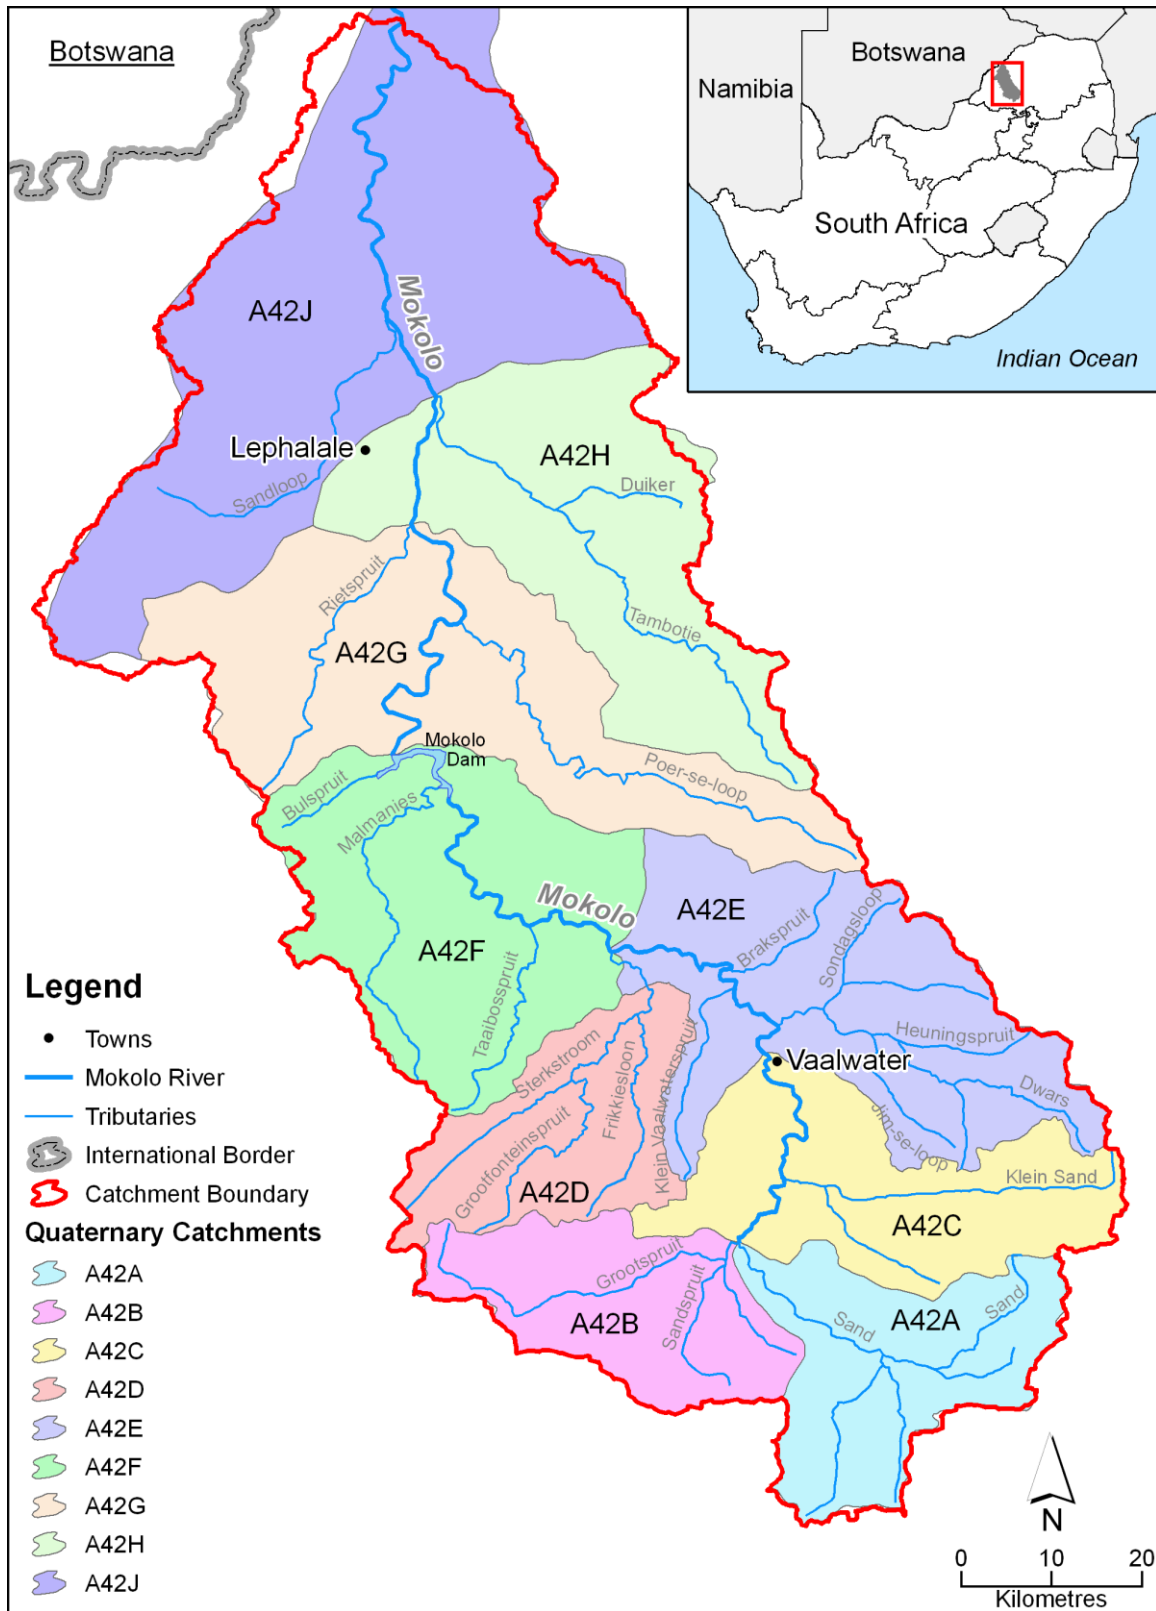 Botswana
Botswana
Namibia
South Africa
Indian Ocean
Mokolo
A42J
Lephalale
Sandloop
A42H
Duiker
Rietspruit
Tambotie
A42G
Mokolo
Dam
Poer-se-loop
Bulspruit
Malmanies
Mokolo
A42E
Brakspruit
Sondagsloop
A42F
Taaibosspruit
Heuningspruit
Vaalwater
Sterkstroom
Frikkiesloon
Klein Vaalwaterspruit
Dwars
Jim-se-loop
Grootfonteinspruit
Klein Sand
A42D
A42C
Grootspruit
Sandspruit
A42B
Sand
Sand
A42A
Legend
Towns
Mokolo River
Tributaries
International Border
Catchment Boundary
Quaternary Catchments
A42A
A42B
A42C
A42D
A42E
A42F
A42G
A42H
A42J
N
0 10 20
Kilometres